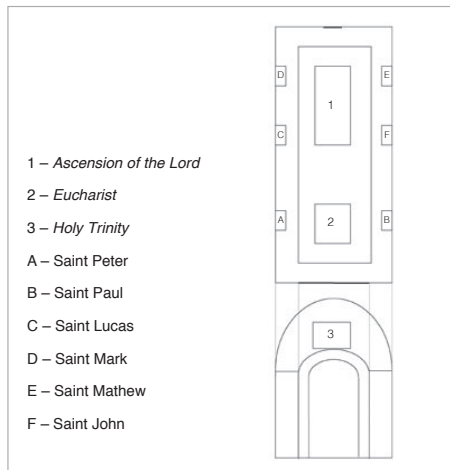 1 – Ascension of the Lord
2 – Eucharist
3 – Holy Trinity
A – Saint Peter
B – Saint Paul
C – Saint Lucas
D – Saint Mark
E – Saint Mathew
F – Saint John
D
E
1
C
F
A
2
B
3